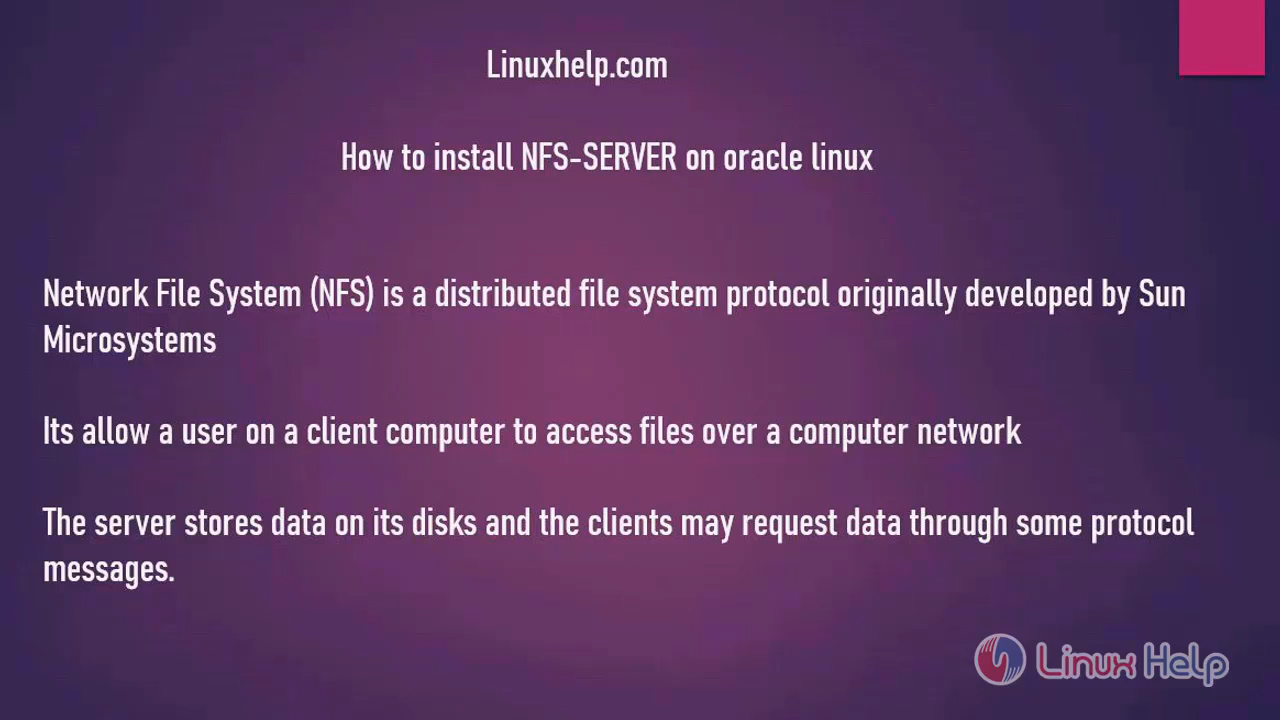 Linuxhelp.com
How to install NFS-SERVER on oracle linux
Network File System (NFS) is a distributed file system protocol originally developed by Sun
Microsystems
Its allow a user on a client computer to access files over a computer network
The server stores data on its disks and the clients may request data through some protocol
messages.
Linux Help